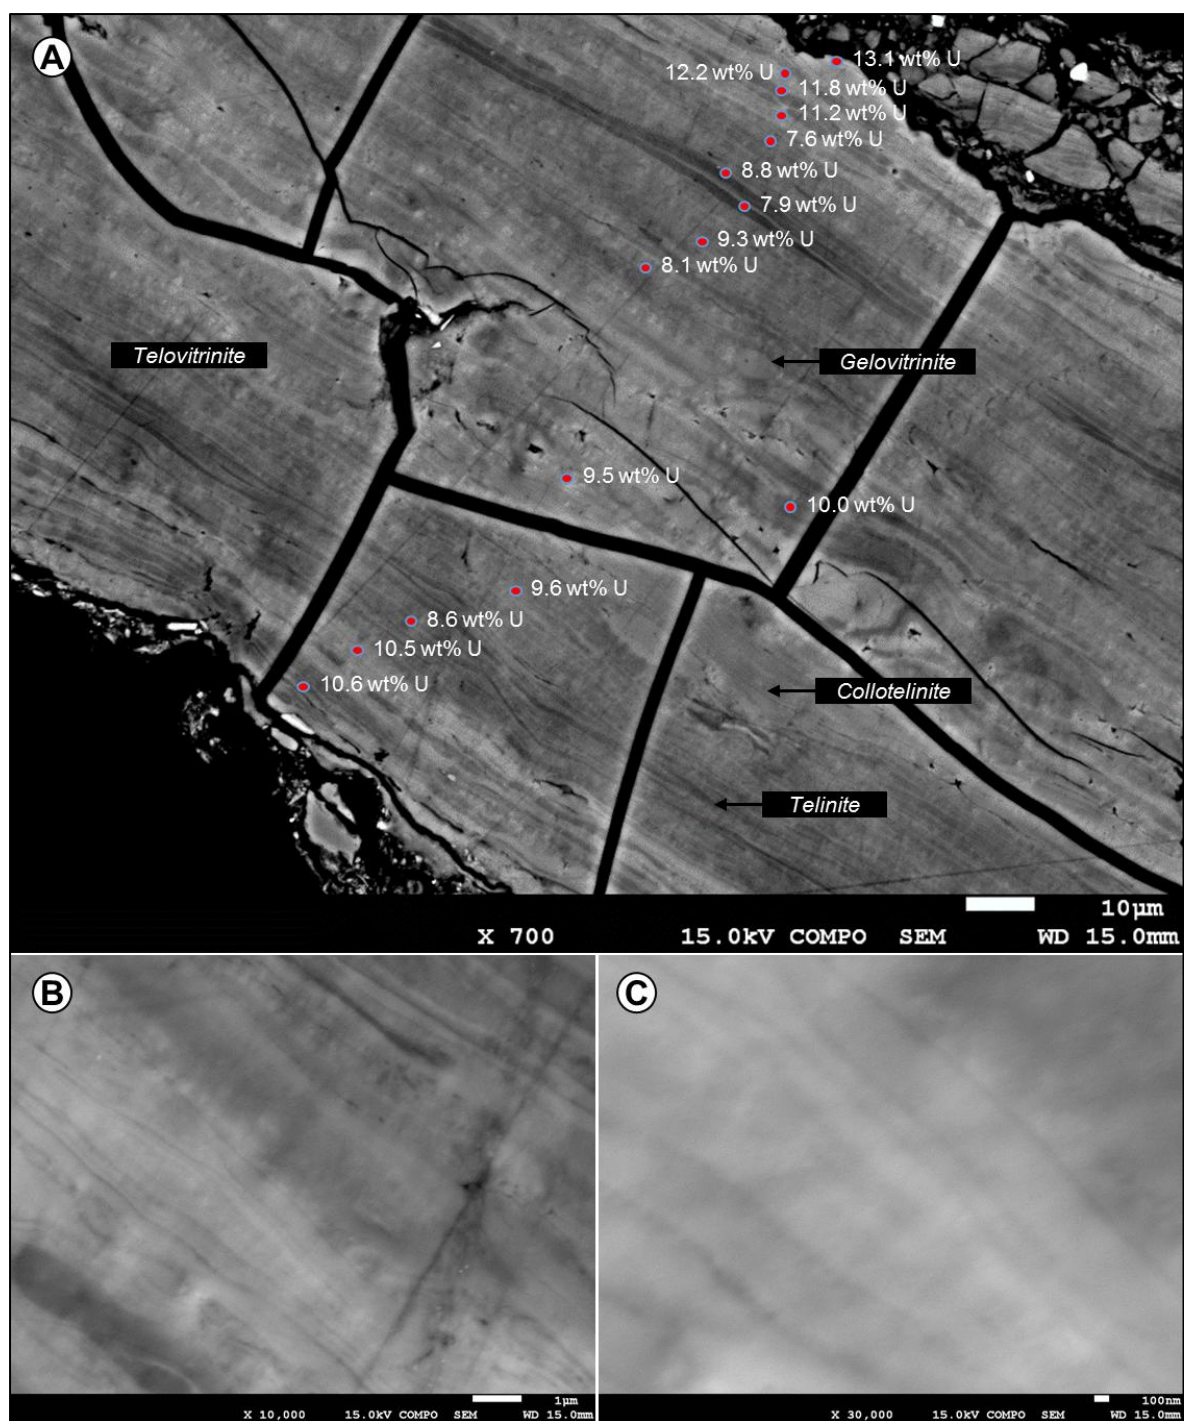 A
13.1 wt% U
12.2 wt% U
11.8 wt% U
11.2 wt% U
7.6 wt% U
8.8 wt% U
7.9 wt% U
9.3 wt% U
8.1 wt% U
Telovitrinite
Gelovitrinite
9.5 wt% U
10.0 wt% U
9.6 wt% U
8.6 wt% U
10.5 wt% U
10.6 wt% U
Collotelinite
Telinite
10µm
X 700 15.0kV COMPO SEM WD 15.0mm
B
1µm
X 10,000 15.0kV COMPO SEM WD 15.0mm
C
100nm
X 30,000 15.0kV COMPO SEM WD 15.0mm